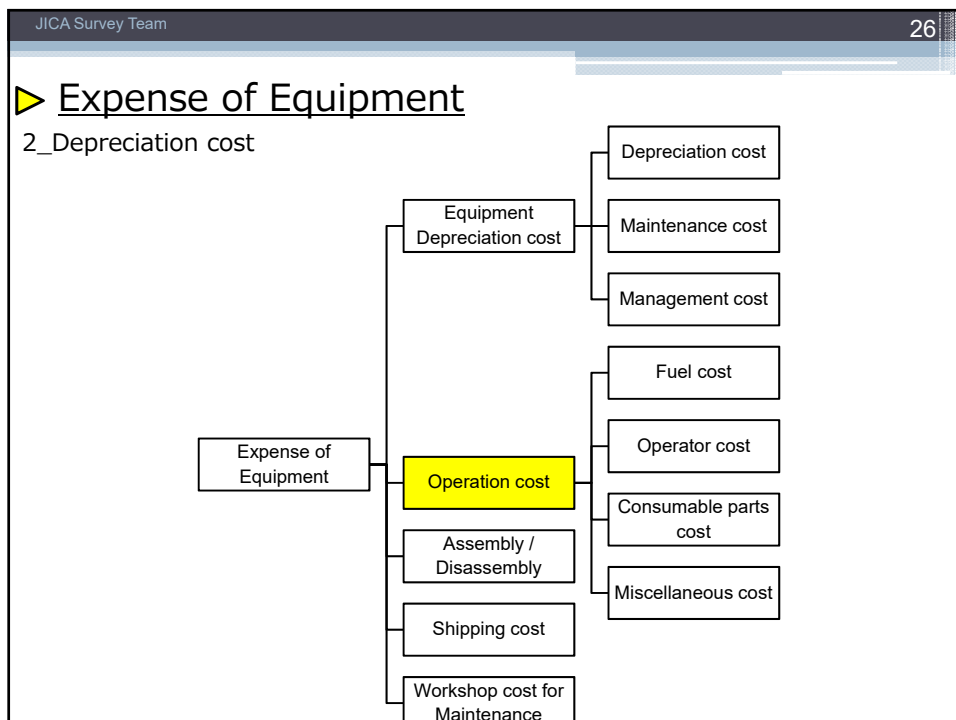 JICA Survey Team
26
Expense of Equipment
2_Depreciation cost
Depreciation cost
Equipment
Depreciation cost
Maintenance cost
Management cost
Fuel cost
Expense of
Equipment
Operator cost
Operation cost
Consumable parts
cost
Assembly /
Disassembly
Miscellaneous cost
Shipping cost
Workshop cost for
Maintenance